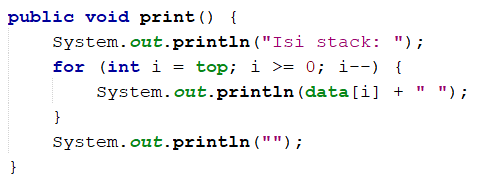 public void print() {
    System.out.println("Isi stack: ");
    for (int i = top; i >= 0; i--) {
        System.out.println(data[i] + " ");
    }
    System.out.println("");
}